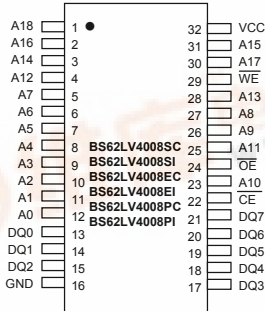 A18 1 32 VCC
A16 2 31 A15
A14 3 30 A17
A12 4 29 WE
A7 5 28 A13
A6 6 27 A8
A5 7 26 A9
A4 8 BS62LV4008SC 25 A11
A3 9 BS62LV4008SI 24 OE
A2 10 BS62LV4008EC 23 A10
A1 11 BS62LV4008EI 22 CE
A0 12 BS62LV4008PC 21 DQ7
DQ0 13 BS62LV4008PI 20 DQ6
DQ1 14 19 DQ5
DQ2 15 18 DQ4
GND 16 17 DQ3